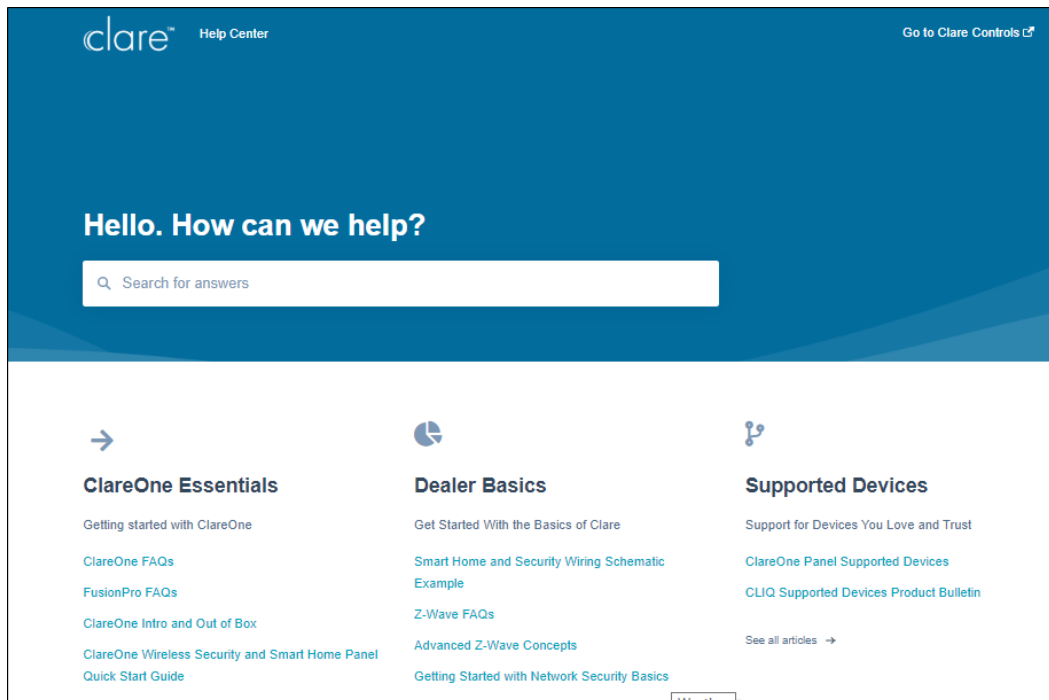 clare™ Help Center Go to Clare Controls
Hello. How can we help?
Search for answers
ClareOne Essentials
Getting started with ClareOne
ClareOne FAQs
FusionPro FAQs
ClareOne Intro and Out of Box
ClareOne Wireless Security and Smart Home Panel
Quick Start Guide
Dealer Basics
Get Started With the Basics of Clare
Smart Home and Security Wiring Schematic
Example
Z-Wave FAQs
Advanced Z-Wave Concepts
Getting Started with Network Security Basics
Supported Devices
Support for Devices You Love and Trust
ClareOne Panel Supported Devices
CLIQ Supported Devices Product Bulletin
See all articles →